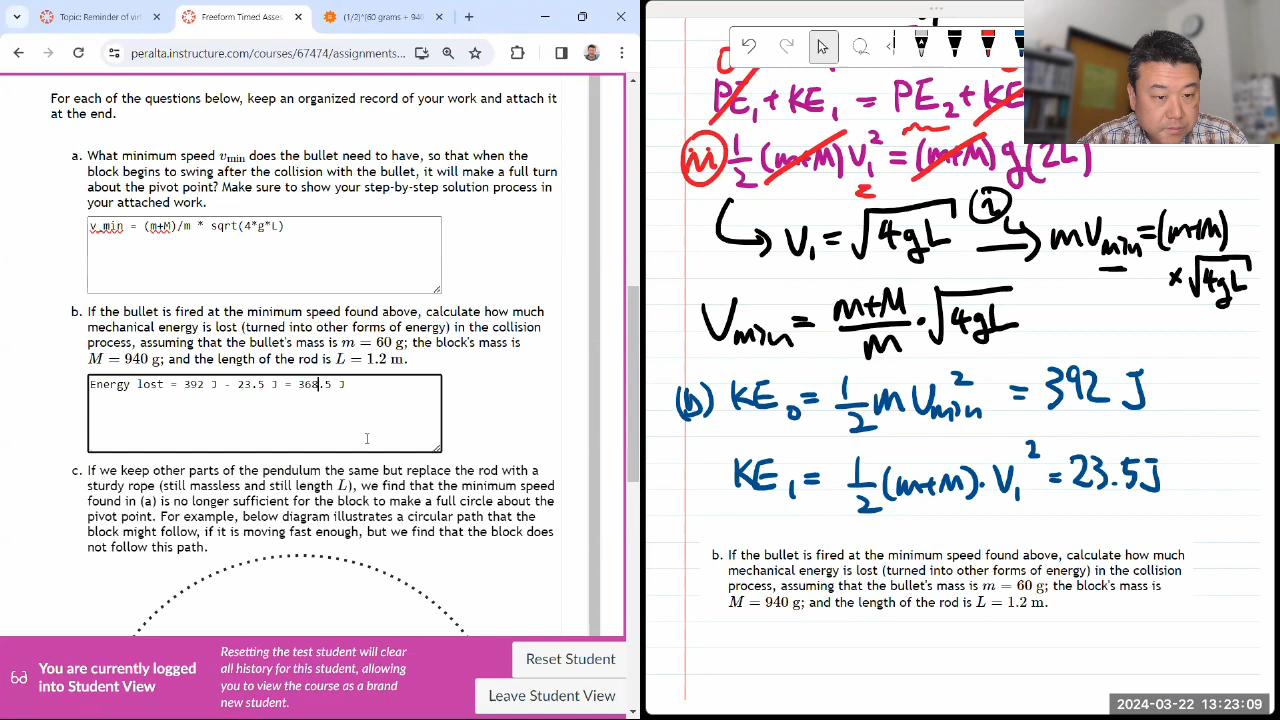 Topic: Reminder of vir
Freeform Timed Asses
(1/2)*(60 grams + 940
peralta.instructure.com/courses/67...
For each of the questions below, keep an organized record of your work and attach it
at the end.
a. What minimum speed v_min does the bullet need to have, so that when the
block begins to swing after the collision with the bullet, it will make a full turn
about the pivot point? Make sure to show your step-by-step solution process in
your attached work.
v_min = (m+M)/m * sqrt(4*g*L)
b. If the bullet is fired at the minimum speed found above, calculate how much
mechanical energy is lost (turned into other forms of energy) in the collision
process, assuming that the bullet's mass is m = 60 g; the block's mass is
M = 940 g; and the length of the rod is L = 1.2 m.
Energy lost = 392 J - 23.5 J = 368.5 J
c. If we keep other parts of the pendulum the same but replace the rod with a
sturdy rope (still massless and still length L), we find that the minimum speed
found in (a) is no longer sufficient for the block to make a full circle about the
pivot point. For example, below diagram illustrates a circular path that the
block might follow, if it is moving fast enough, but we find that the block does
not follow this path.
You are currently logged
into Student View
Resetting the test student will clear
all history for this student, allowing
you to view the course as a brand
new student.
Reset Student
Leave Student View
PE₁ + KE₁ = PE₂ + KE
(ii) 1/2 (m+M) V₁² = (m+M) g(2L)
V₁ = √4gL (i) → m Vmin = (m+M)
× √4gL
Vmin = (m+M)/m · √4gL
(b) KE₀ = 1/2 m Vmin² = 392 J
KE₁ = 1/2 (m+M) · V₁² = 23.5 J
b. If the bullet is fired at the minimum speed found above, calculate how much
mechanical energy is lost (turned into other forms of energy) in the collision
process, assuming that the bullet's mass is m = 60 g; the block's mass is
M = 940 g; and the length of the rod is L = 1.2 m.
2024-03-22 13:23:09